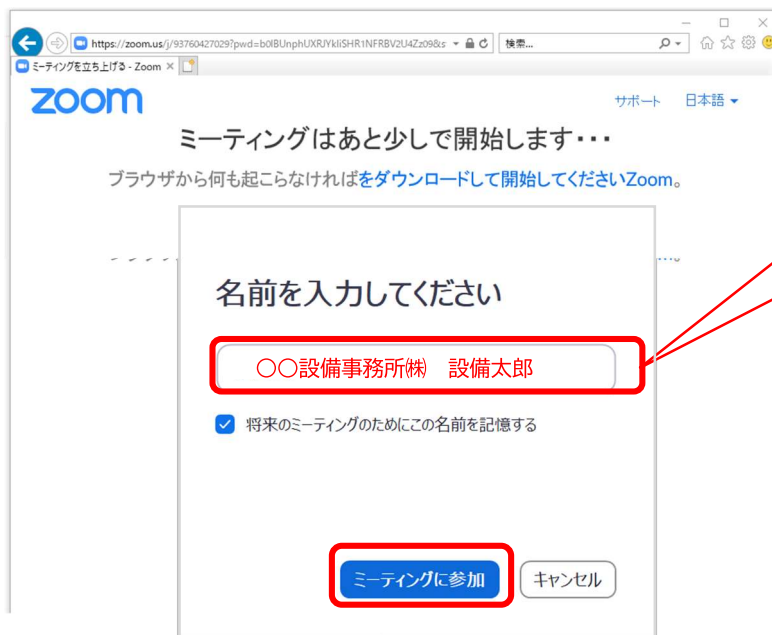 https://zoom.us/j/93760427029?pwd=b0lBUnphUXRJYkliSHR1NFRBV2U4Zz09&s
検索...
ミーティングを立ち上げる - Zoom
zoom
サポート 日本語
ミーティングはあと少しで開始します・・・
ブラウザから何も起こらなければをダウンロードして開始してくださいZoom。
名前を入力してください
〇〇設備事務所㈱ 設備太郎
将来のミーティングのためにこの名前を記憶する
ミーティングに参加 キャンセル